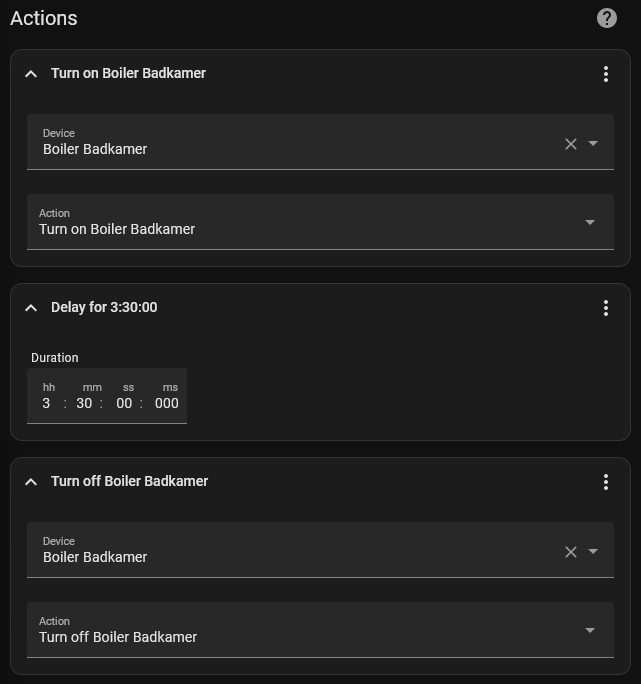 Actions
Turn on Boiler Badkamer
Device
Boiler Badkamer
Action
Turn on Boiler Badkamer
Delay for 3:30:00
Duration
hh mm ss ms
3 : 30 : 00 : 000
Turn off Boiler Badkamer
Device
Boiler Badkamer
Action
Turn off Boiler Badkamer